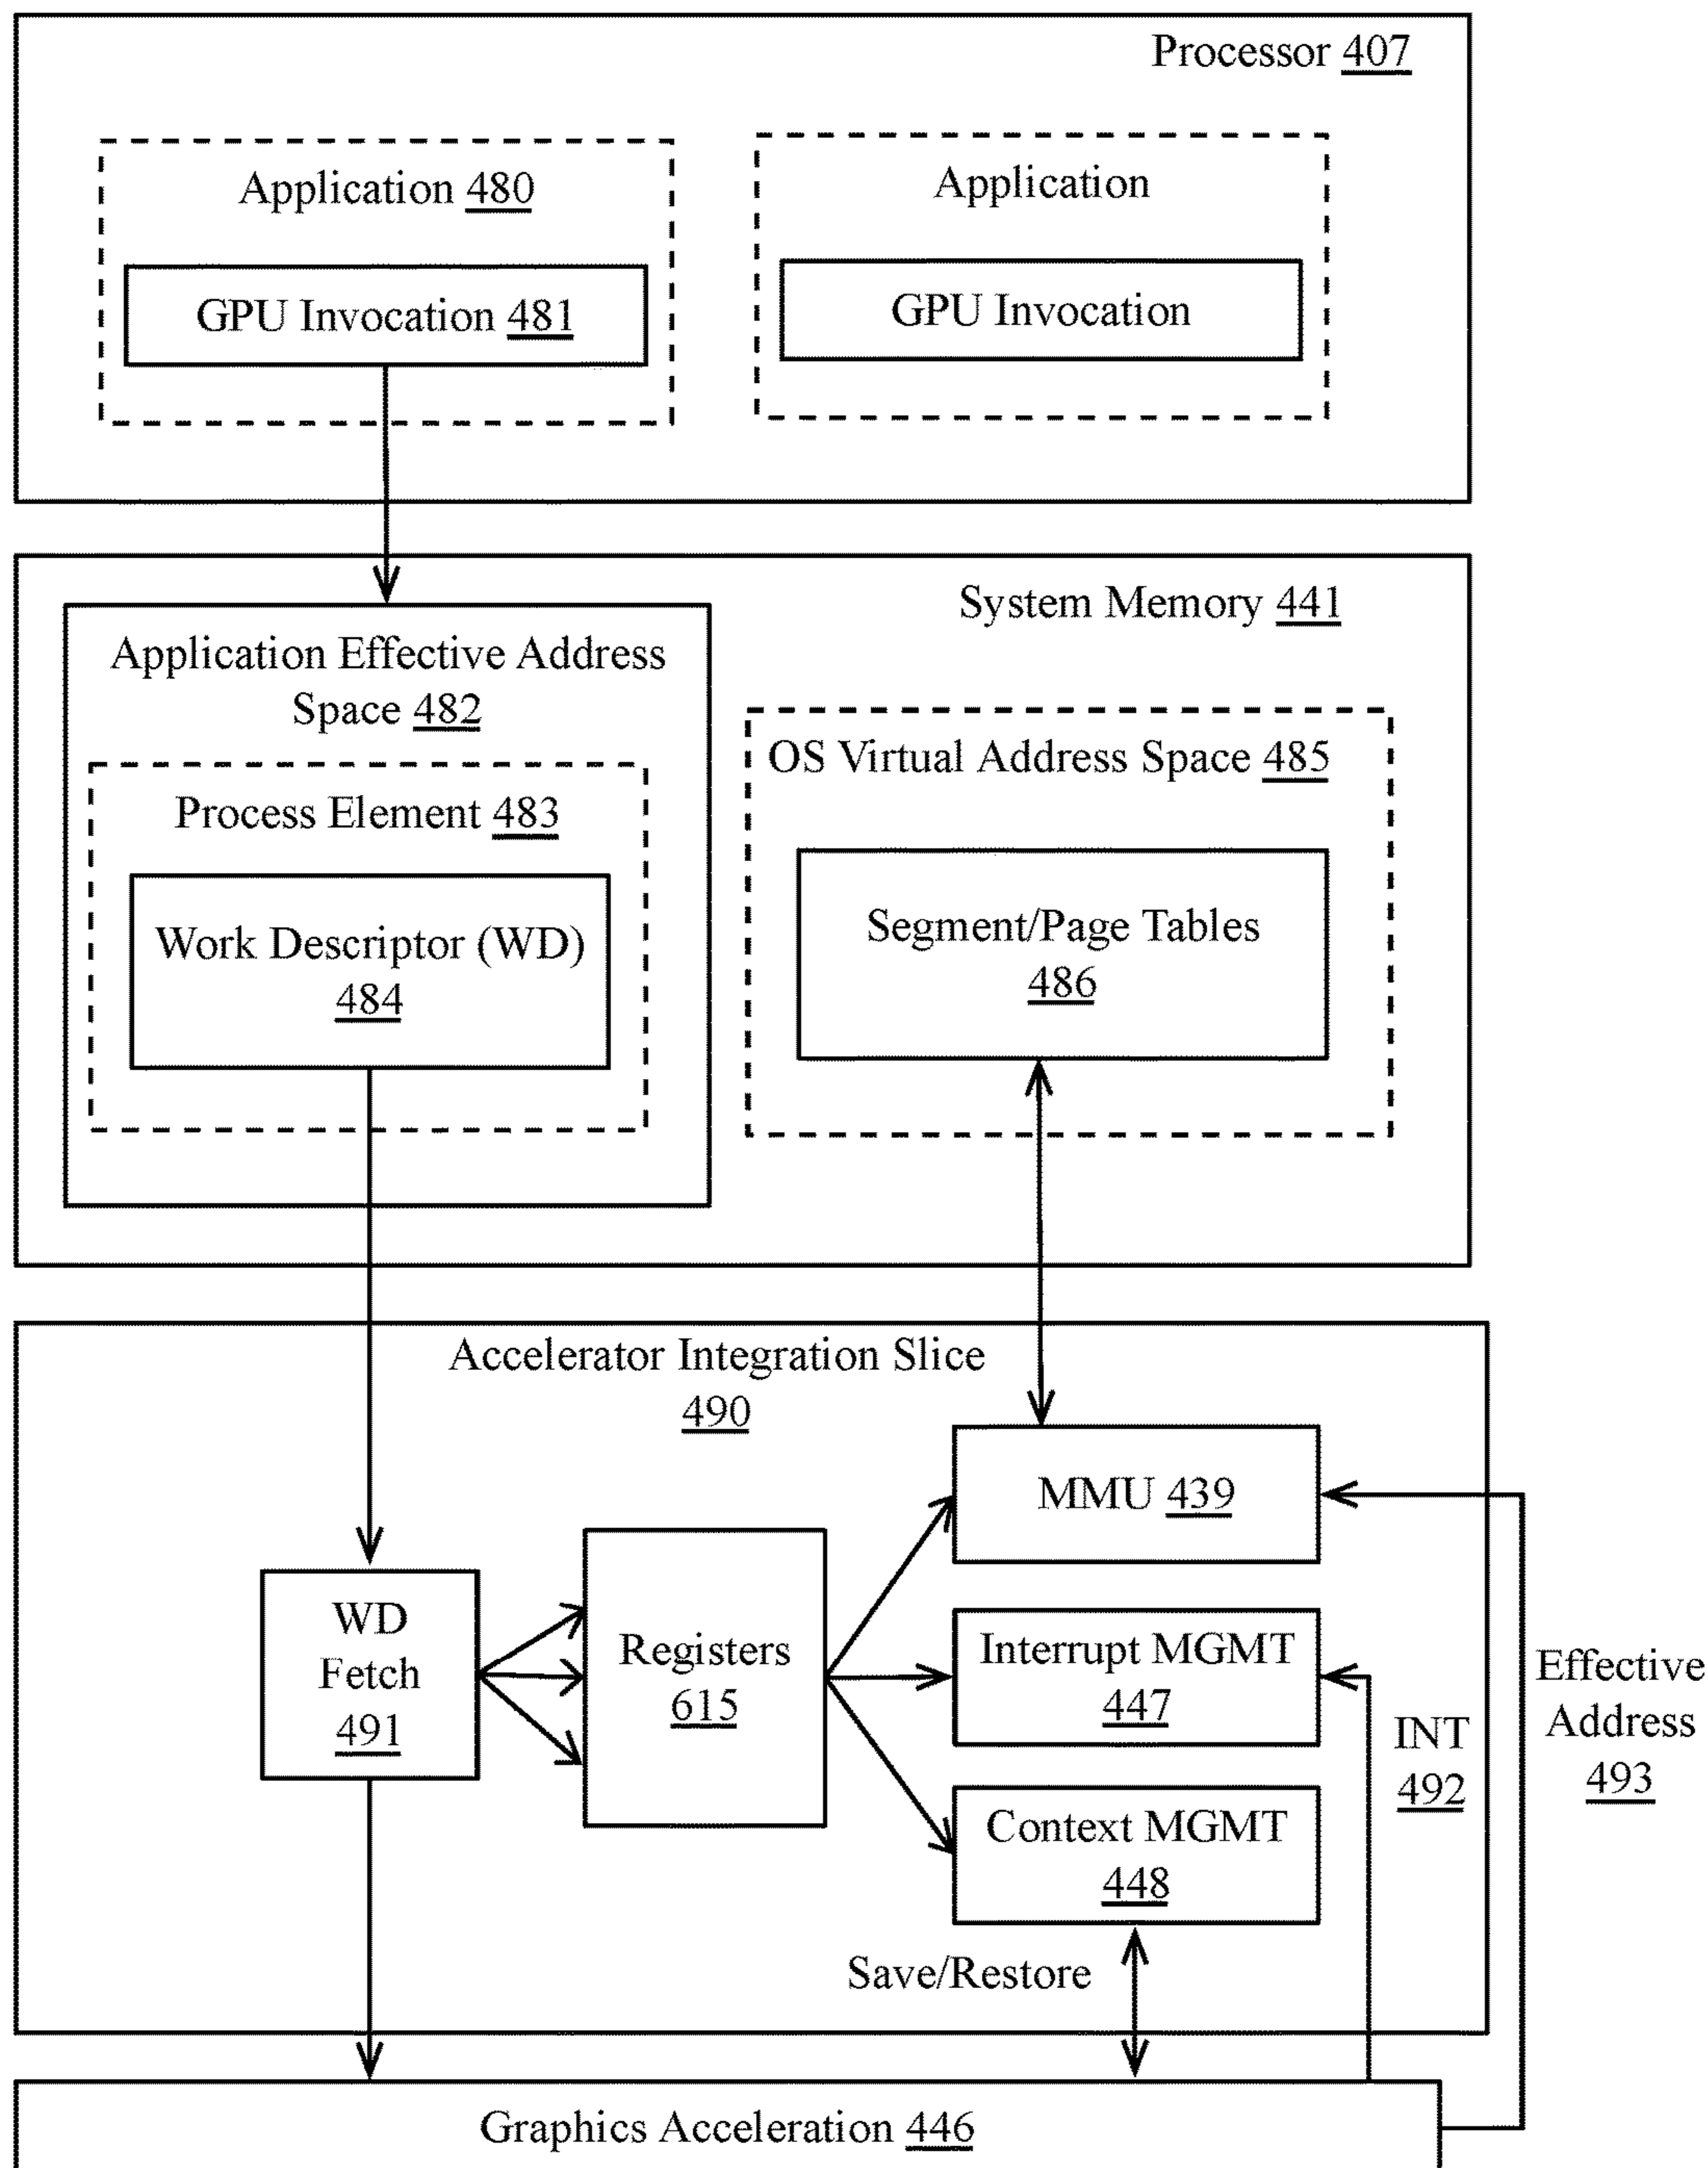 Processor 407
Application 480
GPU Invocation 481
Application
GPU Invocation
System Memory 441
Application Effective Address
Space 482
Process Element 483
Work Descriptor (WD)
484
OS Virtual Address Space 485
Segment/Page Tables
486
Accelerator Integration Slice
490
MMU 439
WD
Fetch
491
Registers
615
Interrupt MGMT
447
Context MGMT
448
INT
492
Effective
Address
493
Save/Restore
Graphics Acceleration 446